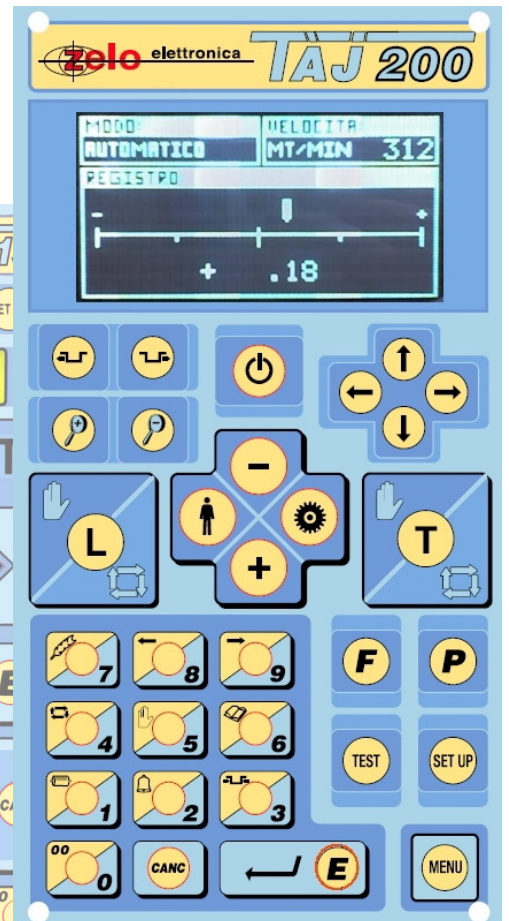 zelo elettronica TAJ 200
MODO: VELOCITA:
AUTOMATICO MT/MIN 312
REGISTRO
- +
+ .18
-
+
L T
7 8 9 F P
4 5 6 TEST SET UP
1 2 3
0 CANC E MENU